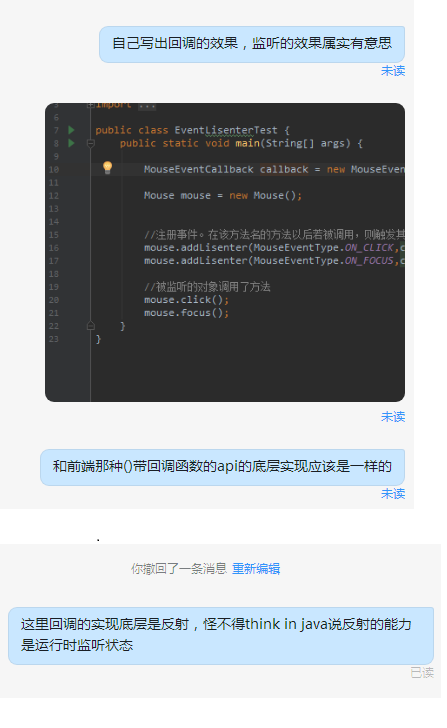 自己写出回调的效果，监听的效果属实有意思
未读
import ...
6
7 public class EventLisenterTest {
8 public static void main(String[] args) {
9
10 MouseEventCallback callback = new MouseEven
11
12 Mouse mouse = new Mouse();
13
14
15 //注册事件。在该方法名的方法以后若被调用，则触发其
16 mouse.addLisenter(MouseEventType.ON_CLICK,c
17 mouse.addLisenter(MouseEventType.ON_FOCUS,c
18
19 //被监听的对象调用了方法
20 mouse.click();
21 mouse.focus();
22 }
23 }
未读
和前端那种()带回调函数的api的底层实现应该是一样的
未读
你撤回了一条消息 重新编辑
这里回调的实现底层是反射，怪不得think in java说反射的能力
是运行时监听状态
已读